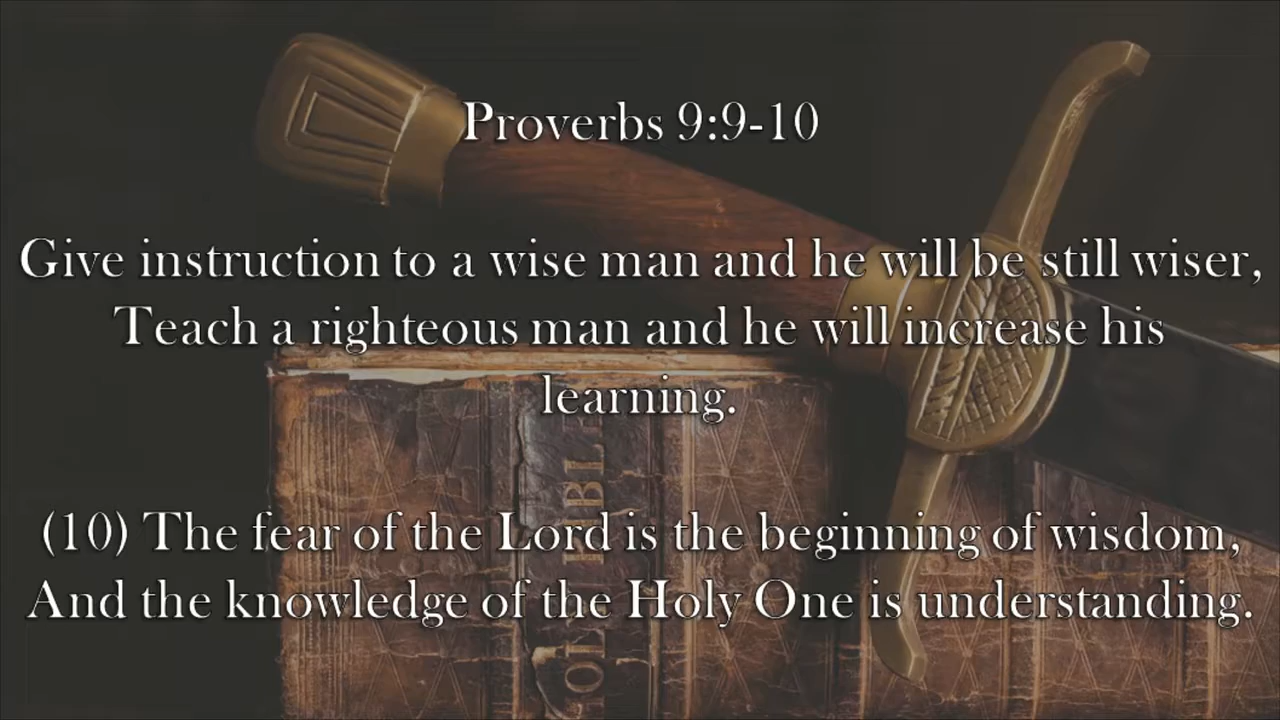 Proverbs 9:9-10
Give instruction to a wise man and he will be still wiser,
Teach a righteous man and he will increase his
learning.
(10) The fear of the Lord is the beginning of wisdom,
And the knowledge of the Holy One is understanding.